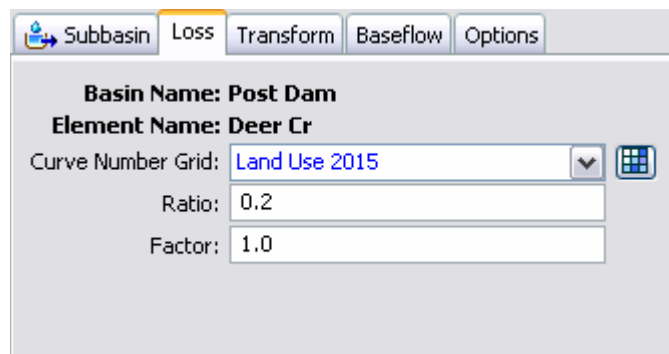 Subbasin Loss Transform Baseflow Options
Basin Name: Post Dam
Element Name: Deer Cr
Curve Number Grid: Land Use 2015
Ratio: 0.2
Factor: 1.0